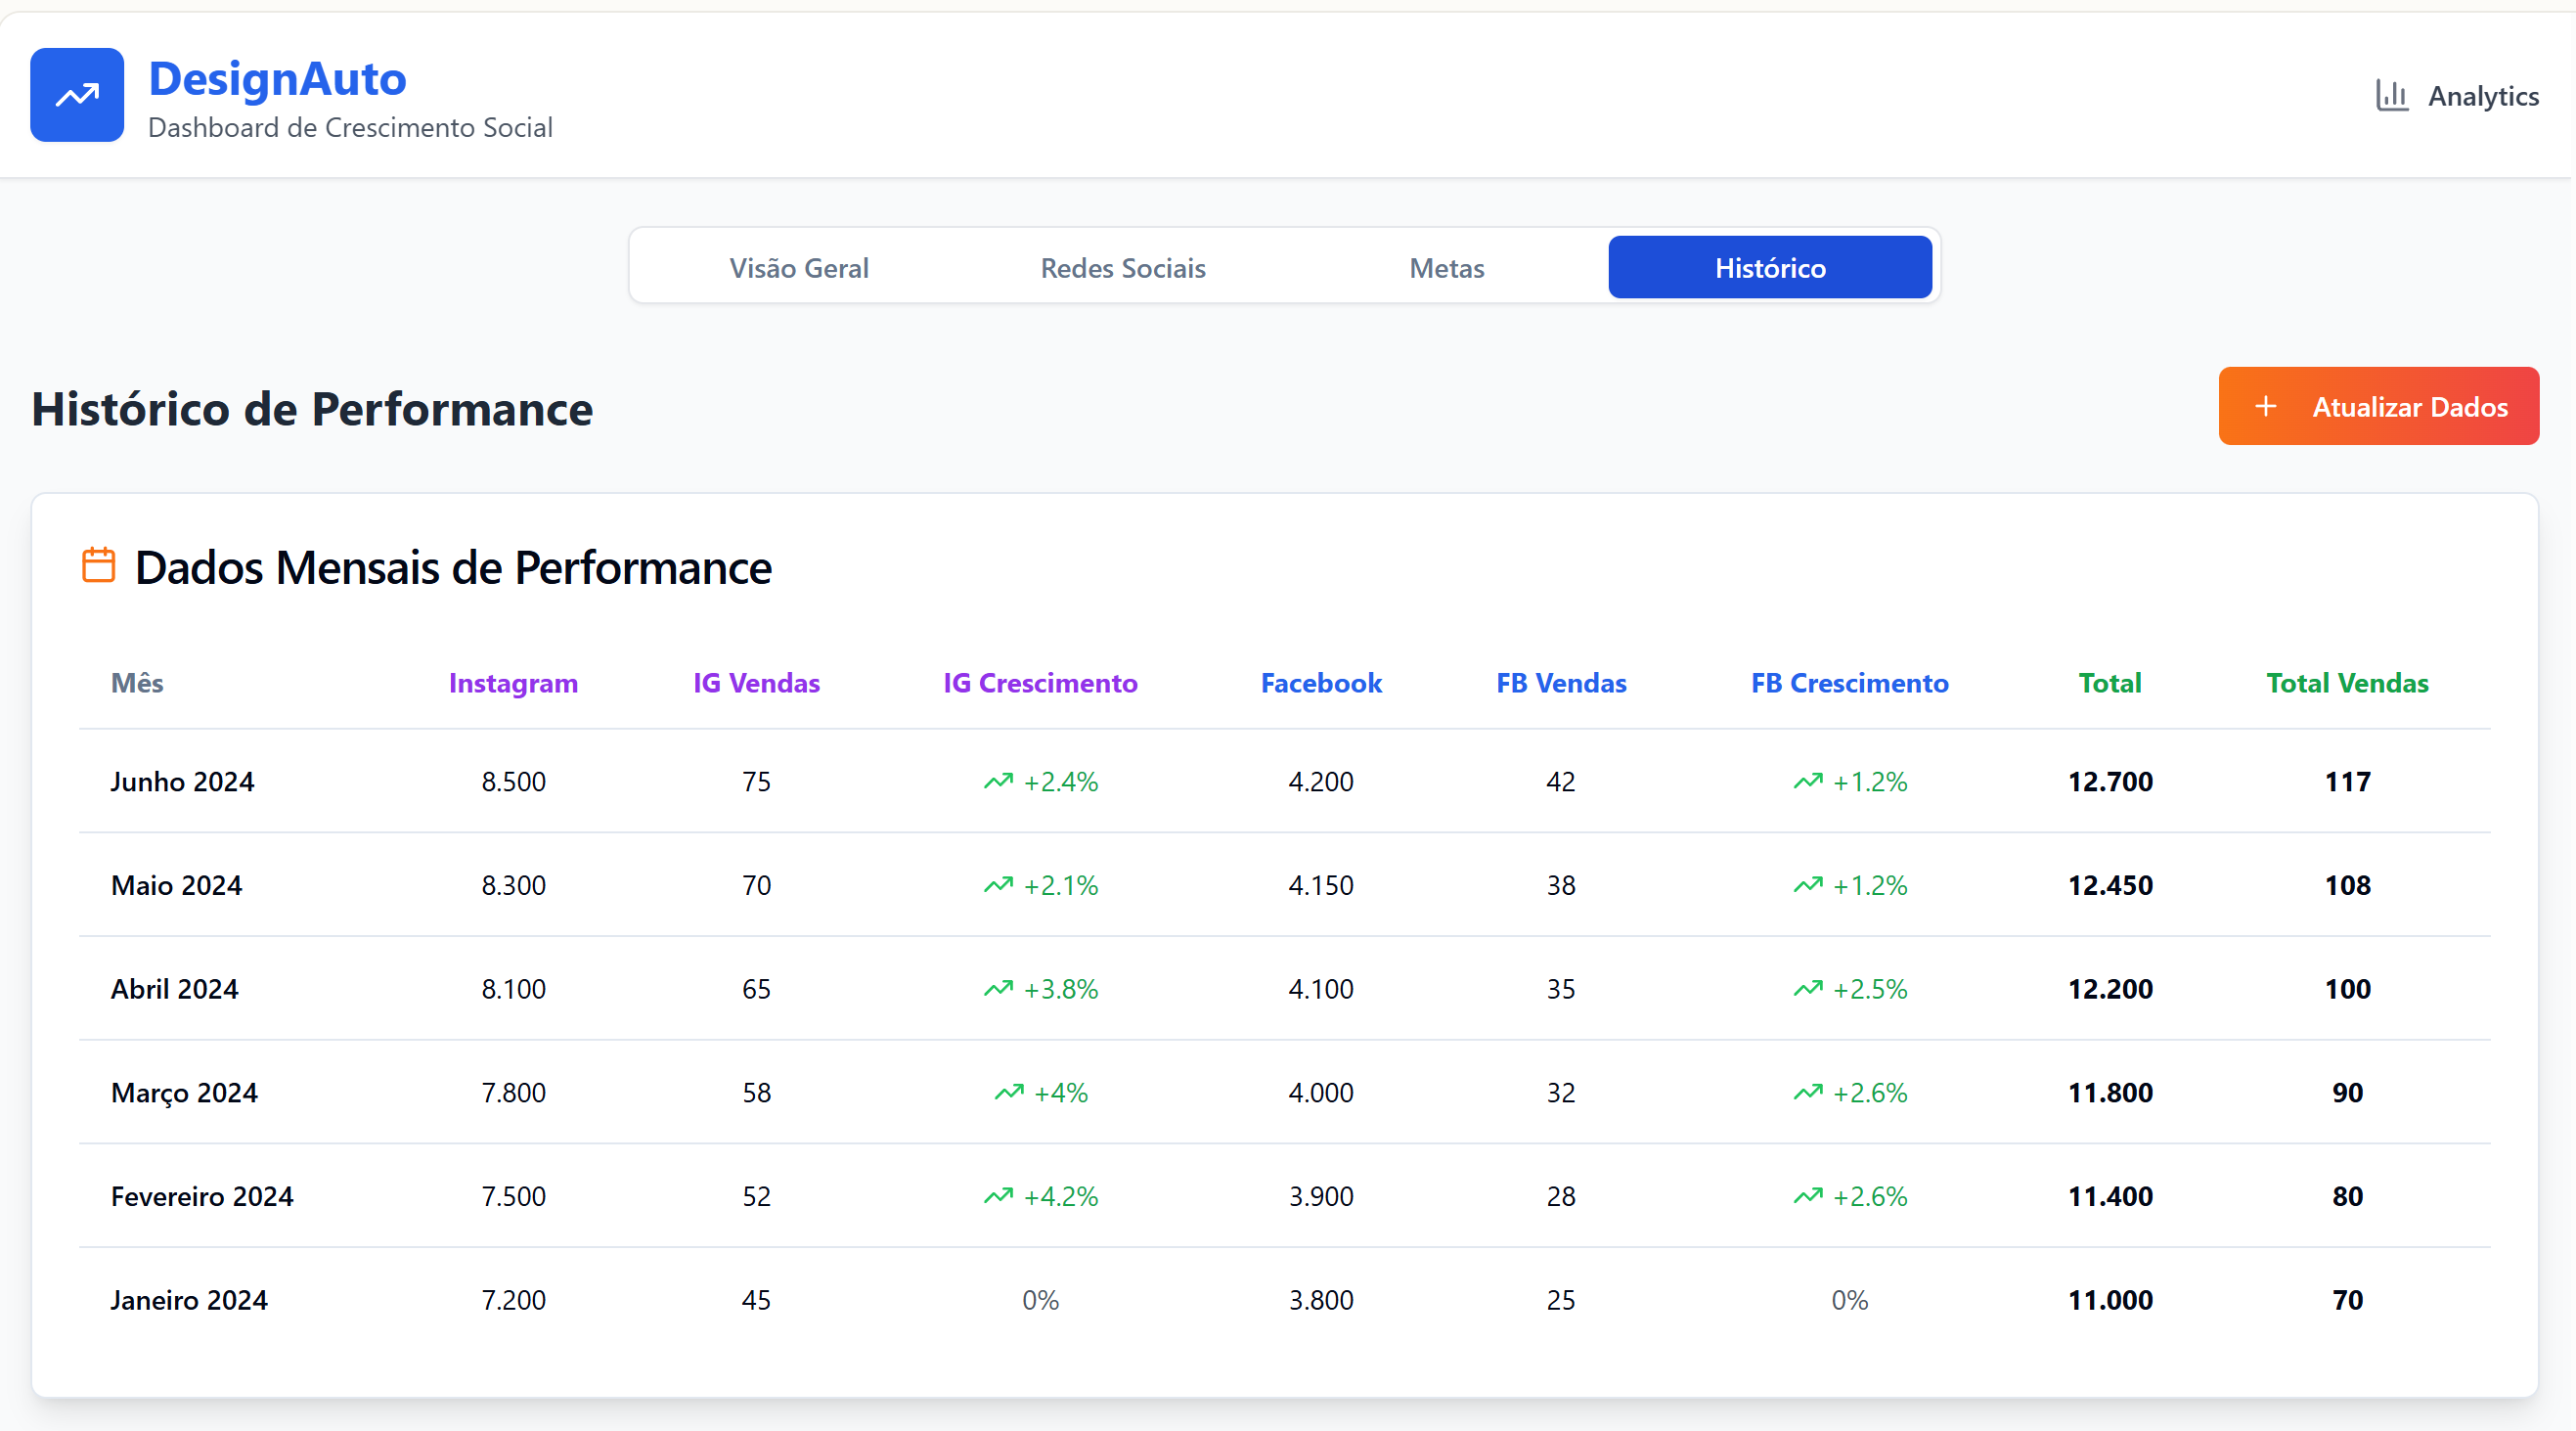 DesignAuto
Dashboard de Crescimento Social
Analytics
Visão Geral Redes Sociais Metas Histórico
Histórico de Performance
+ Atualizar Dados
Dados Mensais de Performance
Mês Instagram IG Vendas IG Crescimento Facebook FB Vendas FB Crescimento Total Total Vendas
Junho 2024 8.500 75 +2.4% 4.200 42 +1.2% 12.700 117
Maio 2024 8.300 70 +2.1% 4.150 38 +1.2% 12.450 108
Abril 2024 8.100 65 +3.8% 4.100 35 +2.5% 12.200 100
Março 2024 7.800 58 +4% 4.000 32 +2.6% 11.800 90
Fevereiro 2024 7.500 52 +4.2% 3.900 28 +2.6% 11.400 80
Janeiro 2024 7.200 45 0% 3.800 25 0% 11.000 70